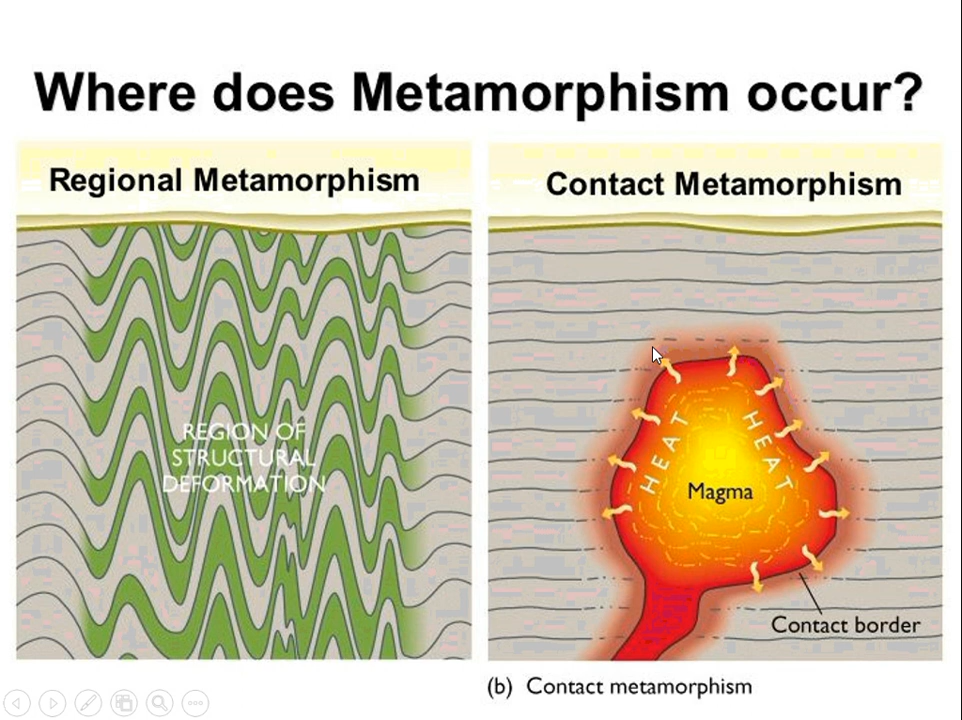 Where does Metamorphism occur?
Regional Metamorphism
Contact Metamorphism
REGION OF
STRUCTURAL
DEFORMATION
HEAT
HEAT
Magma
Contact border
(b) Contact metamorphism